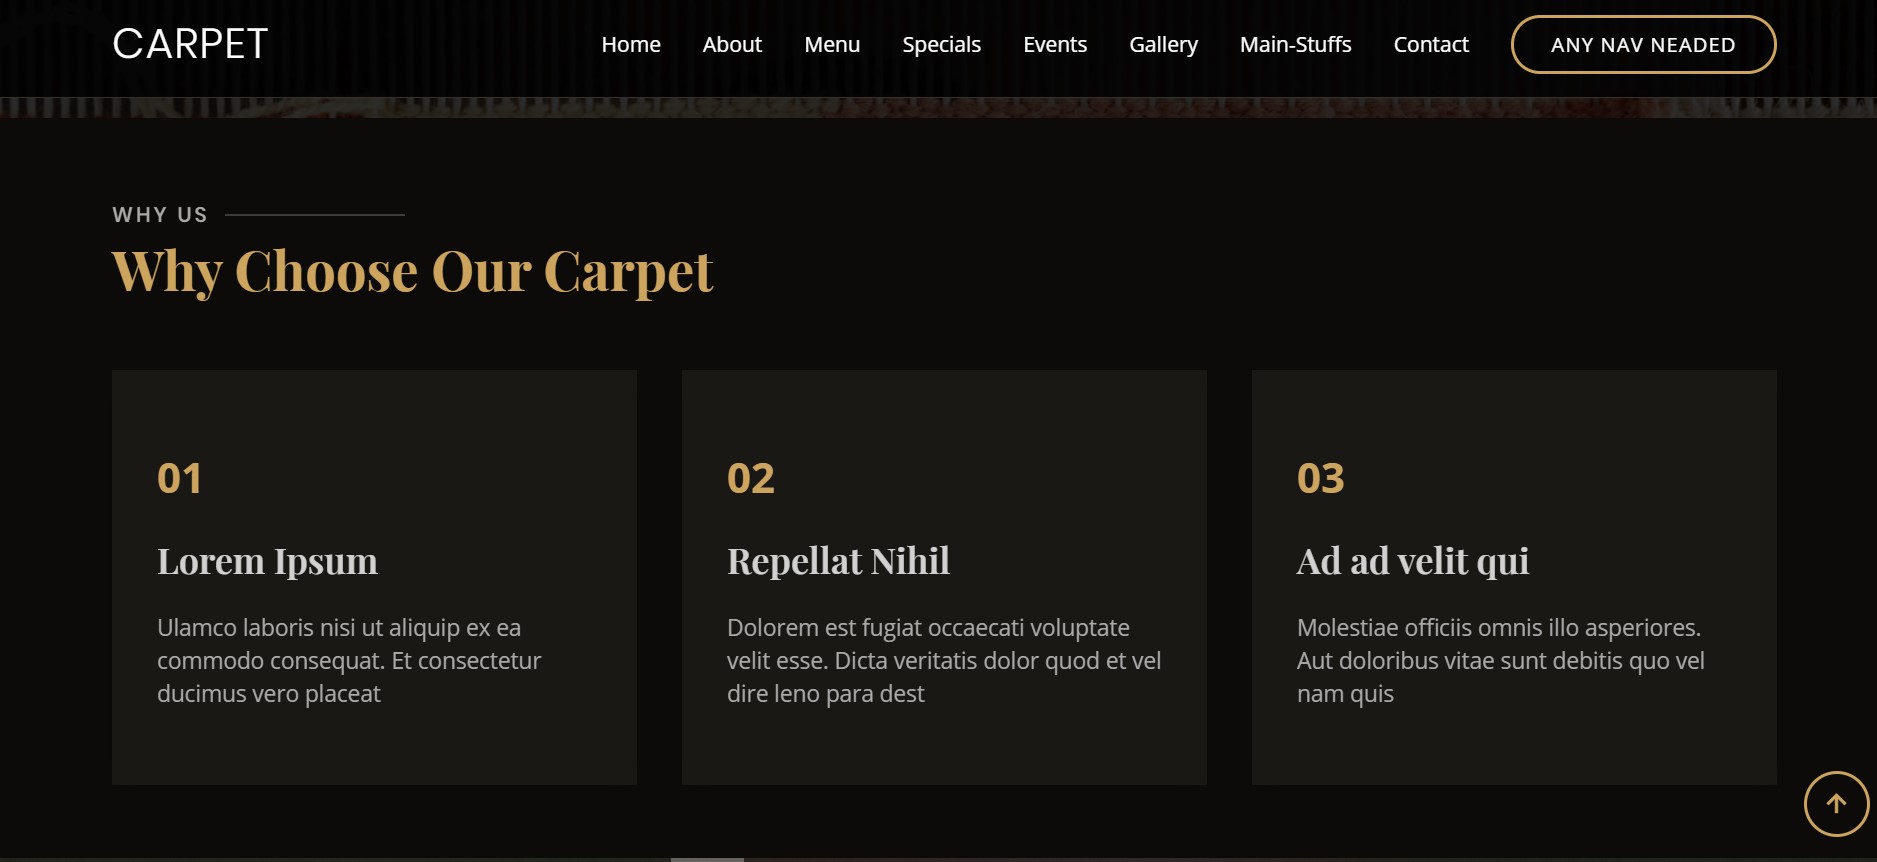 CARPET
Home
About
Menu
Specials
Events
Gallery
Main-Stuffs
Contact
ANY NAV NEADED
WHY US
Why Choose Our Carpet
01
Lorem Ipsum
Ulamco laboris nisi ut aliquip ex ea
commodo consequat. Et consectetur
ducimus vero placeat
02
Repellat Nihil
Dolorem est fugiat occaecati voluptate
velit esse. Dicta veritatis dolor quod et vel
dire leno para dest
03
Ad ad velit qui
Molestiae officiis omnis illo asperiores.
Aut doloribus vitae sunt debitis quo vel
nam quis